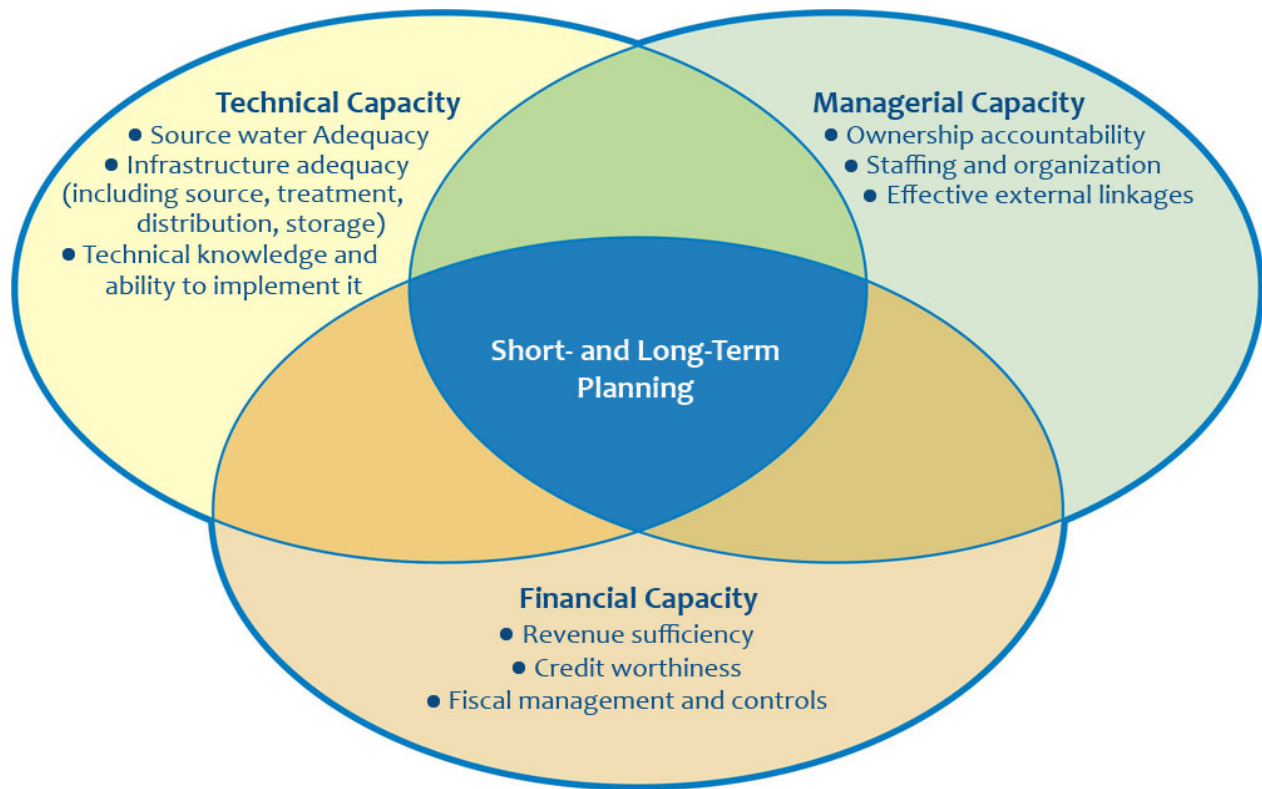 Technical Capacity
• Source water Adequacy
• Infrastructure adequacy
(including source, treatment,
distribution, storage)
• Technical knowledge and
ability to implement it
Managerial Capacity
• Ownership accountability
• Staffing and organization
• Effective external linkages
Short- and Long-Term
Planning
Financial Capacity
• Revenue sufficiency
• Credit worthiness
• Fiscal management and controls